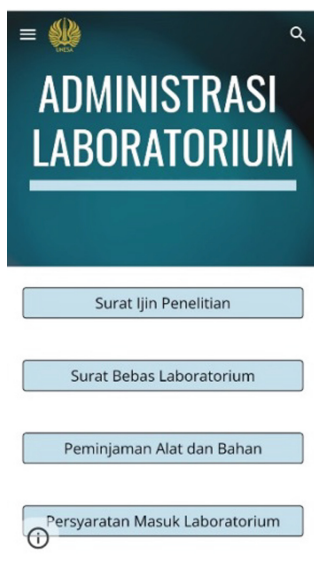 UNESA
ADMINISTRASI
LABORATORIUM
Surat Ijin Penelitian
Surat Bebas Laboratorium
Peminjaman Alat dan Bahan
Persyaratan Masuk Laboratorium